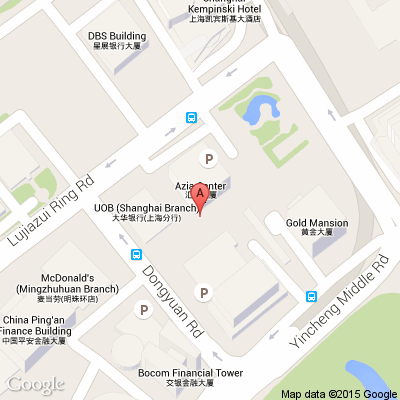 Shanghai
Kempinski Hotel
上海凯宾斯基大酒店
DBS Building
星展银行大厦
P
Lujiazui Ring Rd
Azia Center
汇
厦
A
UOB (Shanghai Branch)
大华银行(上海分行)
Gold Mansion
黄金大厦
McDonald's
(Mingzhuhuan Branch)
麦当劳(明珠环店)
Dongyuan Rd
Yincheng Middle Rd
P
P
China Ping'an
Finance Building
中国平安金融大厦
Bocom Financial Tower
交银金融大厦
Google
Map data ©2015 Google